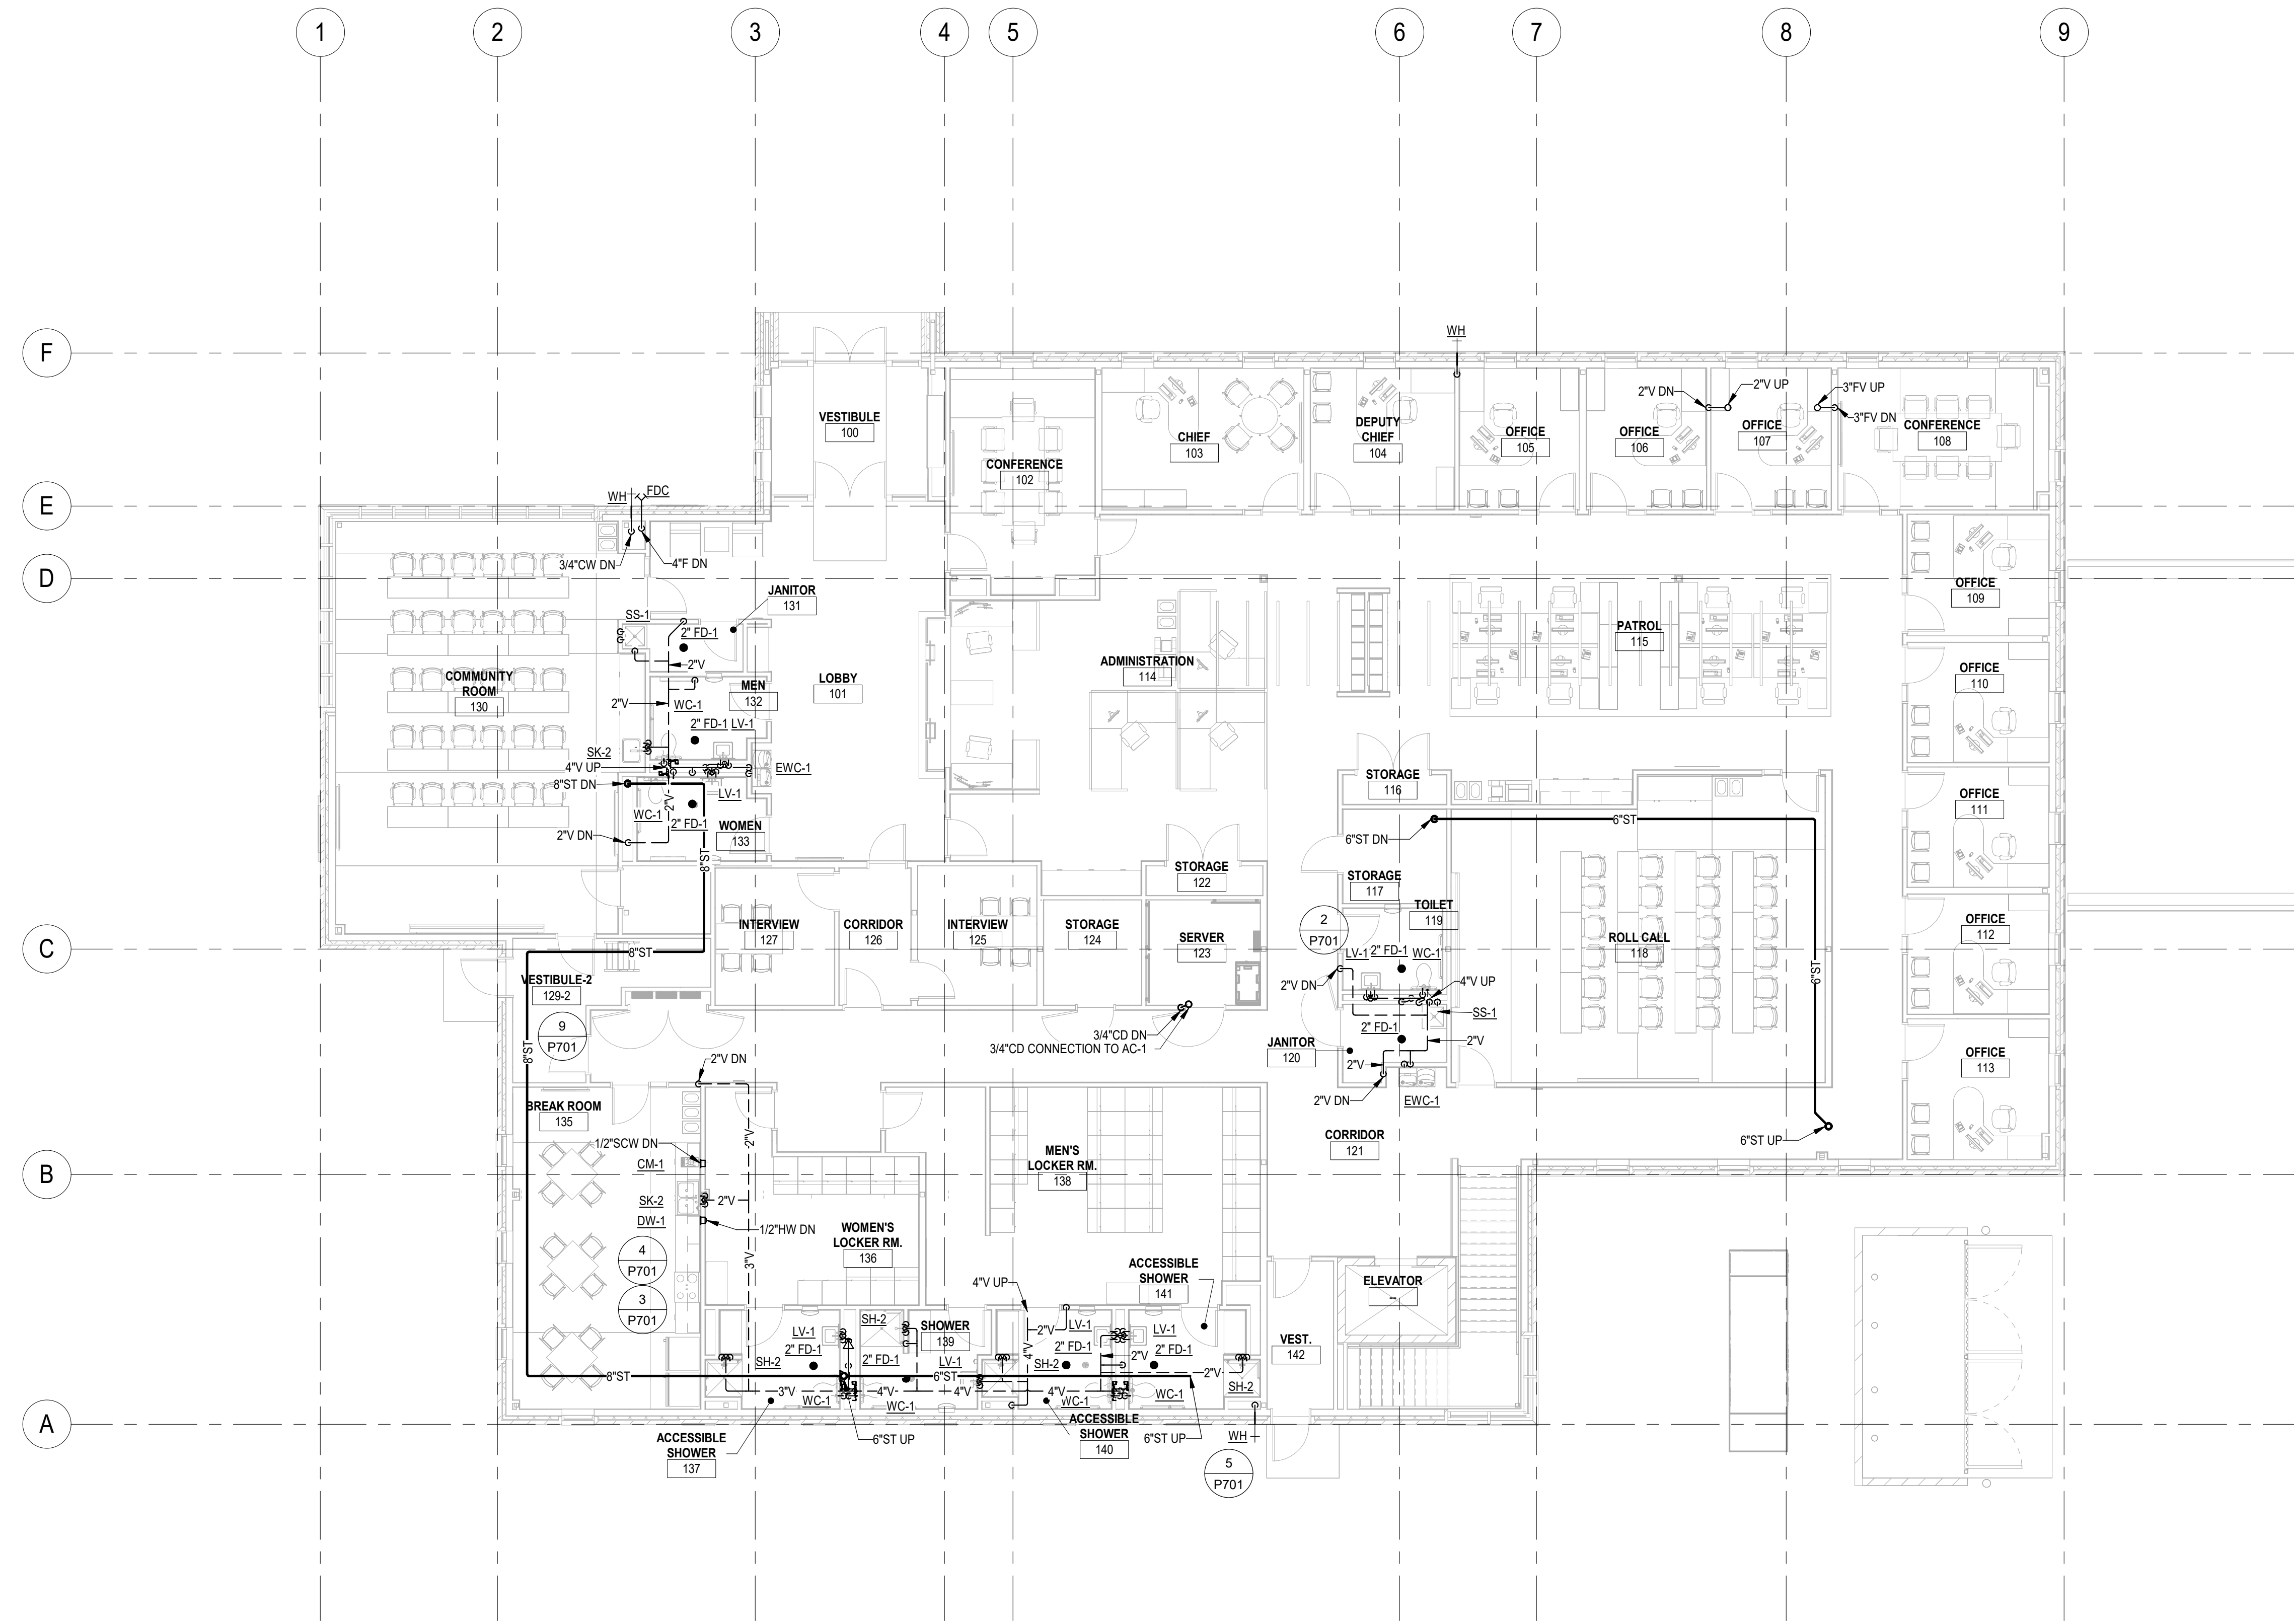 1
2
3
4
5
6
7
8
9
F
E
D
C
B
A
WH
2"V DN
2"V UP
3"FV UP
3"FV DN
VESTIBULE
100
CONFERENCE
102
CHIEF
103
DEPUTY
CHIEF
104
OFFICE
105
OFFICE
106
OFFICE
107
CONFERENCE
108
WH
FDC
3/4"CW DN
4"F DN
JANITOR
131
SS-1
2" FD-1
2"V
COMMUNITY
ROOM
130
MEN
132
LOBBY
101
2"V
WC-1
2" FD-1
LV-1
SK-2
4"V UP
EWC-1
8"ST DN
2"V
LV-1
WC-1
2" FD-1
2"V DN
WOMEN
133
8"ST
ADMINISTRATION
114
PATROL
115
OFFICE
109
OFFICE
110
OFFICE
111
OFFICE
112
OFFICE
113
STORAGE
116
6"ST DN
6"ST
6"ST
STORAGE
117
TOILET
119
STORAGE
122
2
P701
ROLL CALL
118
LV-1
2" FD-1
WC-1
2"V DN
4"V UP
SS-1
2" FD-1
JANITOR
120
2"V
2"V
2"V DN
EWC-1
CORRIDOR
121
6"ST UP
INTERVIEW
127
CORRIDOR
126
INTERVIEW
125
STORAGE
124
SERVER
123
3/4"CD DN
3/4"CD CONNECTION TO AC-1
8"ST
VESTIBULE-2
129-2
9
P701
8"ST
2"V DN
BREAK ROOM
135
2"V
1/2"SCW DN
CM-1
SK-2
2"V
DW-1
1/2"HW DN
3"V
4
P701
3
P701
WOMEN'S
LOCKER RM.
136
MEN'S
LOCKER RM.
138
ACCESSIBLE
SHOWER
141
4"V UP
ELEVATOR
--
LV-1
SH-2
SHOWER
139
2"V
LV-1
LV-1
VEST.
142
2" FD-1
2" FD-1
4"V
2" FD-1
2"V
2" FD-1
SH-2
LV-1
SH-2
2"V
SH-2
8"ST
6"ST
3"V
4"V
4"V
4"V
WC-1
WC-1
WC-1
WC-1
ACCESSIBLE
SHOWER
137
6"ST UP
ACCESSIBLE
SHOWER
140
6"ST UP
WH
5
P701